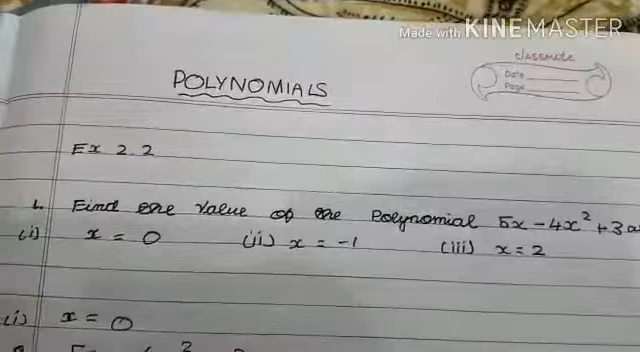 Made with KINEMASTER
classmate
Date
Page
POLYNOMIALS
Ex 2.2
1. Find the value of the Polynomial 5x - 4x² + 3 a
(i) x = 0 (ii) x = -1 (iii) x = 2
(i) x = 0